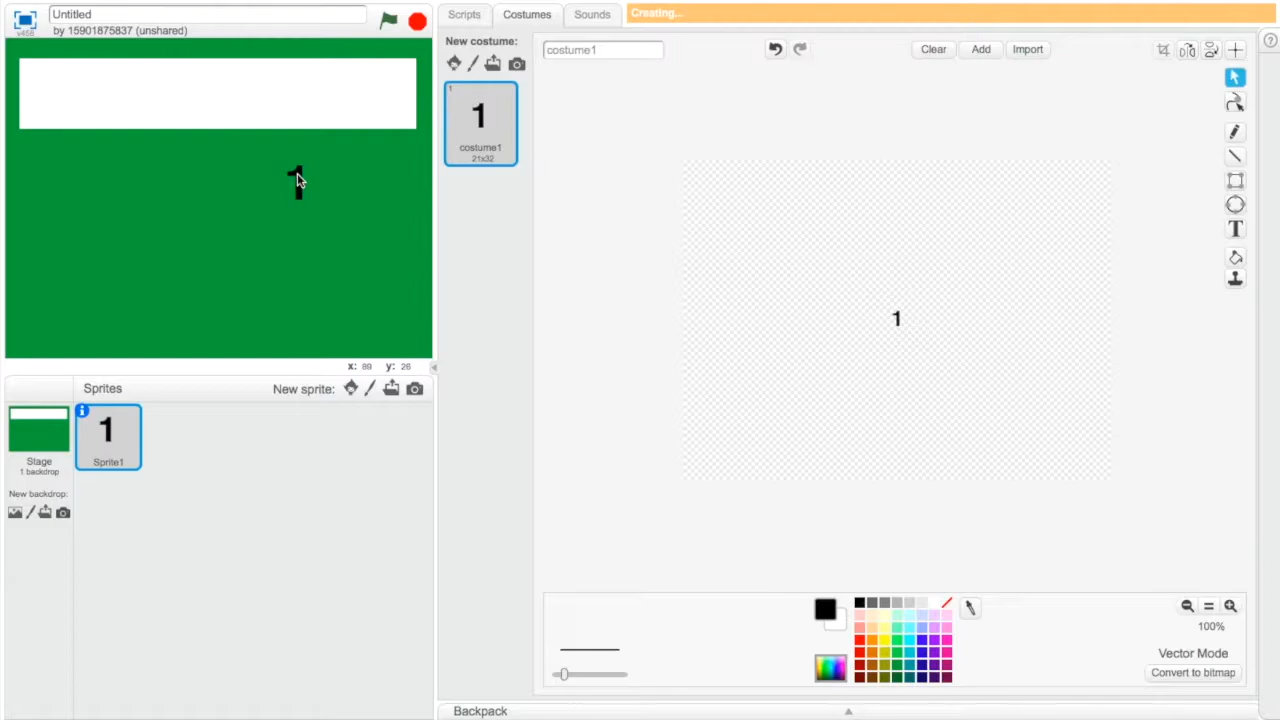 Untitled
by 15901875837 (unshared)
v456
Scripts
Costumes
Sounds
Creating...
New costume:
costume1
Clear
Add
Import
1
1
costume1
21x32
1
1
x: 89 y: 26
Sprites
New sprite:
1
Sprite1
Stage
1 backdrop
New backdrop:
100%
Vector Mode
Convert to bitmap
Backpack